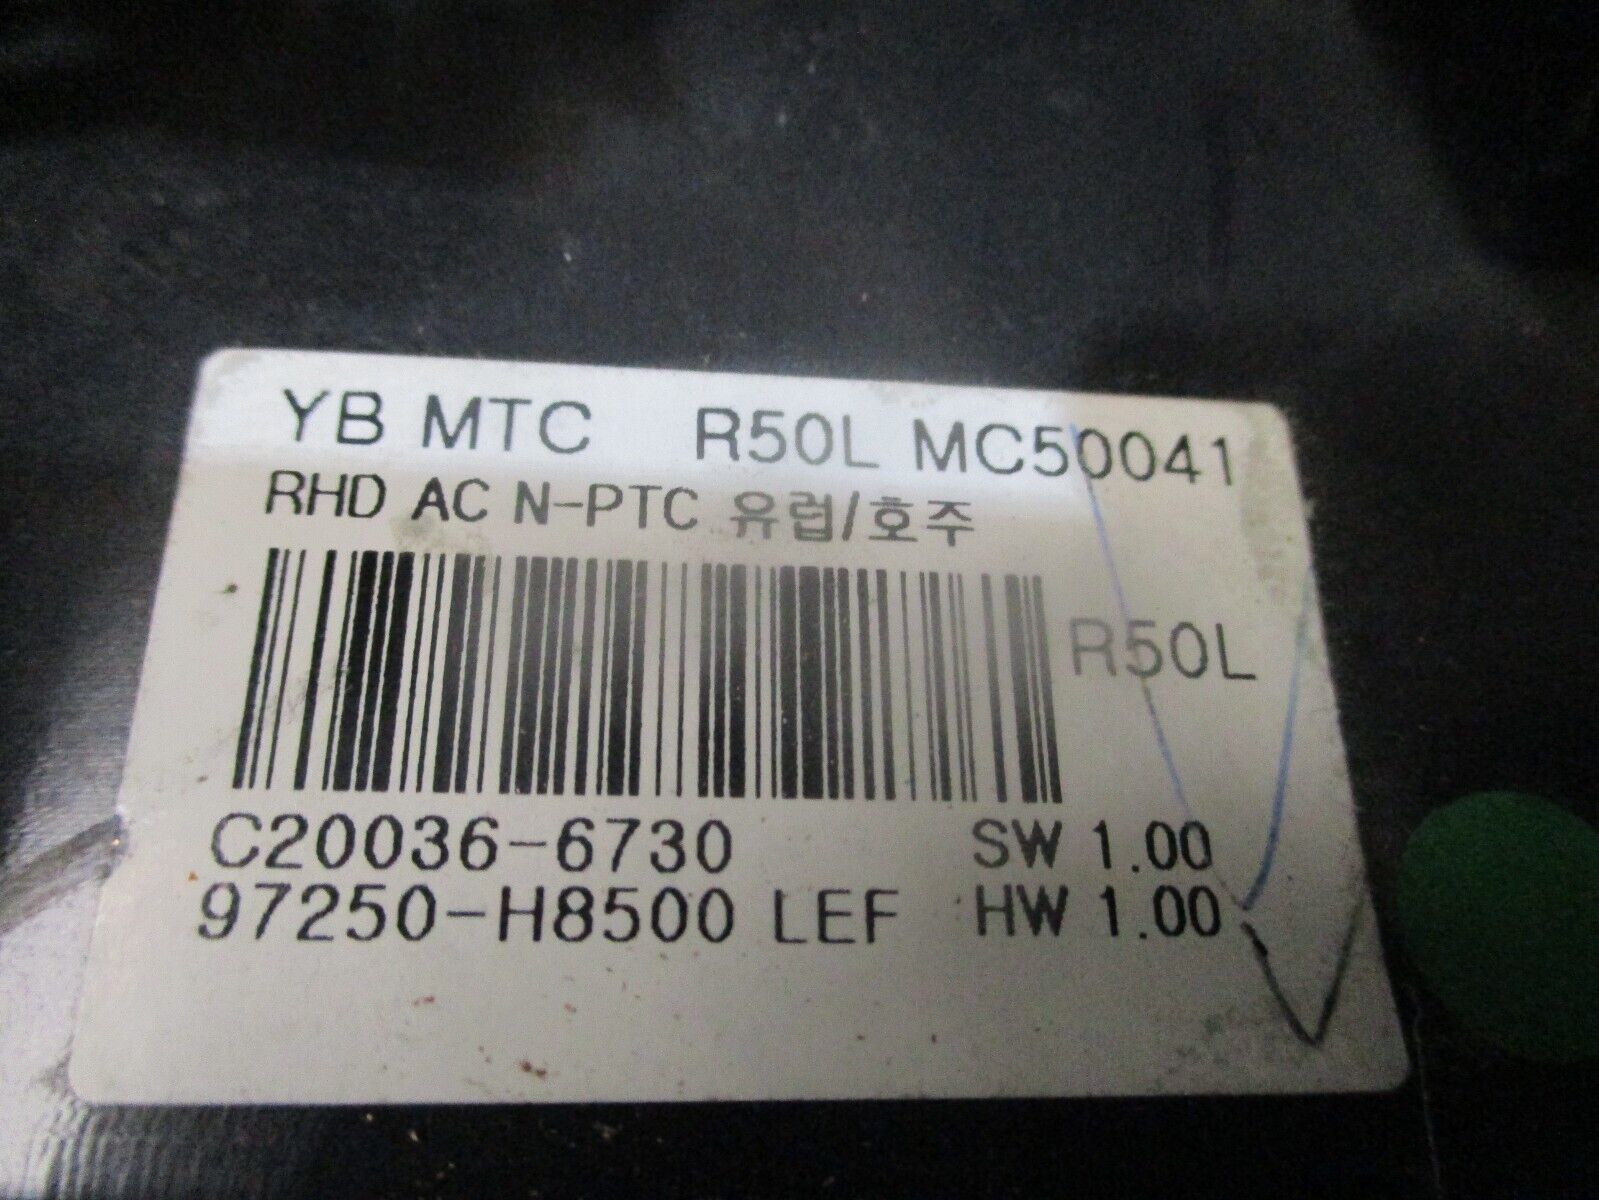 YB MTC R50L MC50041
RHD AC N-PTC 유럽/호주
R50L
C20036-6730 SW 1.00
97250-H8500 LEF HW 1.00